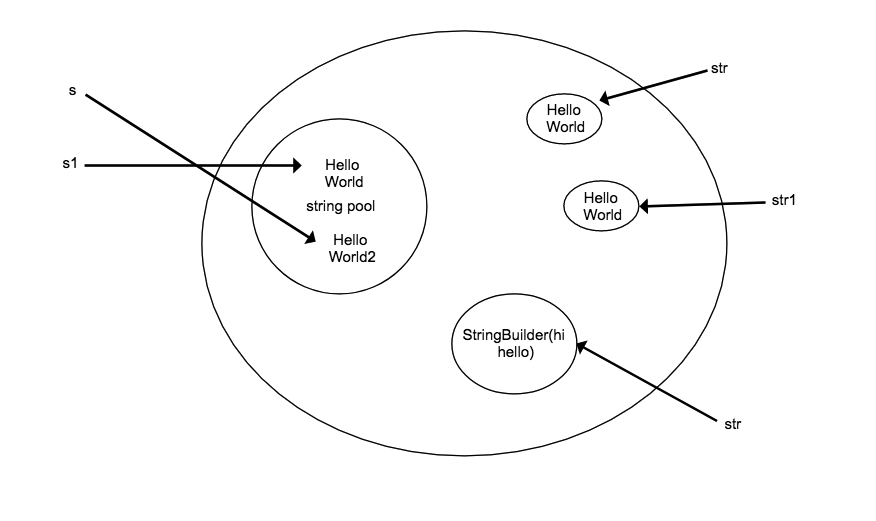 str
s
Hello
World
s1
Hello
World
Hello
World
str1
string pool
Hello
World2
StringBuilder(hi
hello)
str